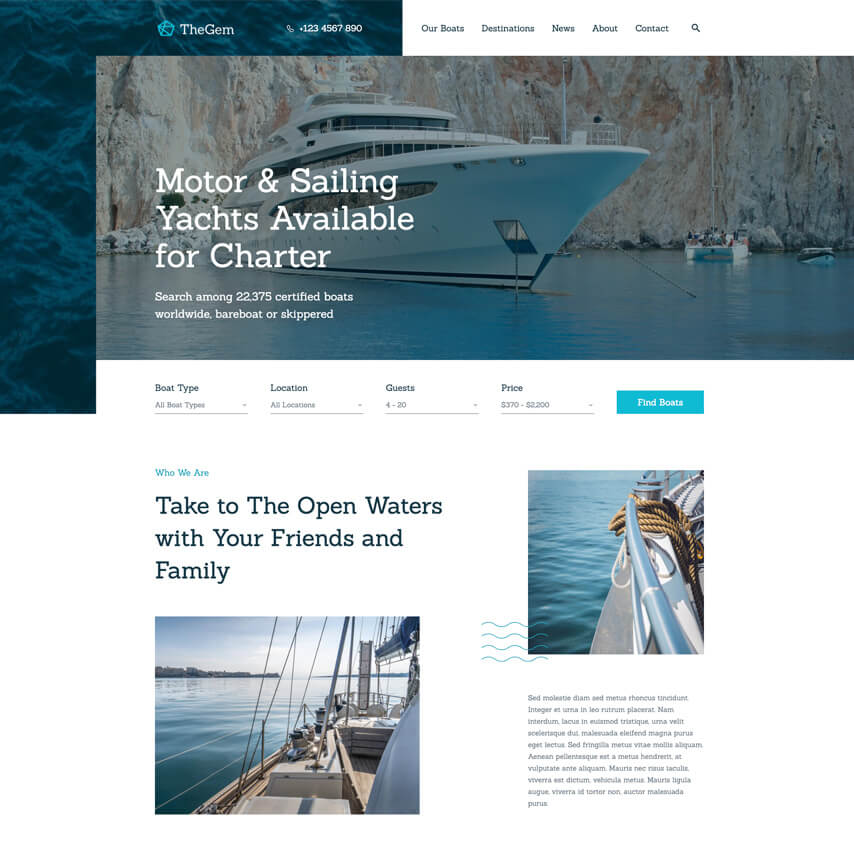 TheGem
+123 4567 890
Our Boats Destinations News About Contact
Motor & Sailing
Yachts Available
for Charter
Search among 22,375 certified boats
worldwide, bareboat or skippered
Boat Type Location Guests Price
All Boat Types All Locations 4 - 20 $370 - $2,200 Find Boats
Who We Are
Take to The Open Waters
with Your Friends and
Family
Sed molestie diam sed metus rhoncus tincidunt.
Integer et urna in leo rutrum placerat. Nam
interdum, lacus in euismod tristique, urna velit
scelerisque dui, malesuada eleifend magna purus
eget lectus. Sed fringilla metus vitae mollis aliquam.
Aenean pellentesque est a metus hendrerit, at
vulputate ante aliquam. Mauris nec risus iaculis,
viverra est dictum, vehicula metus. Mauris ligula
augue, viverra id tortor non, auctor malesuada
purus.